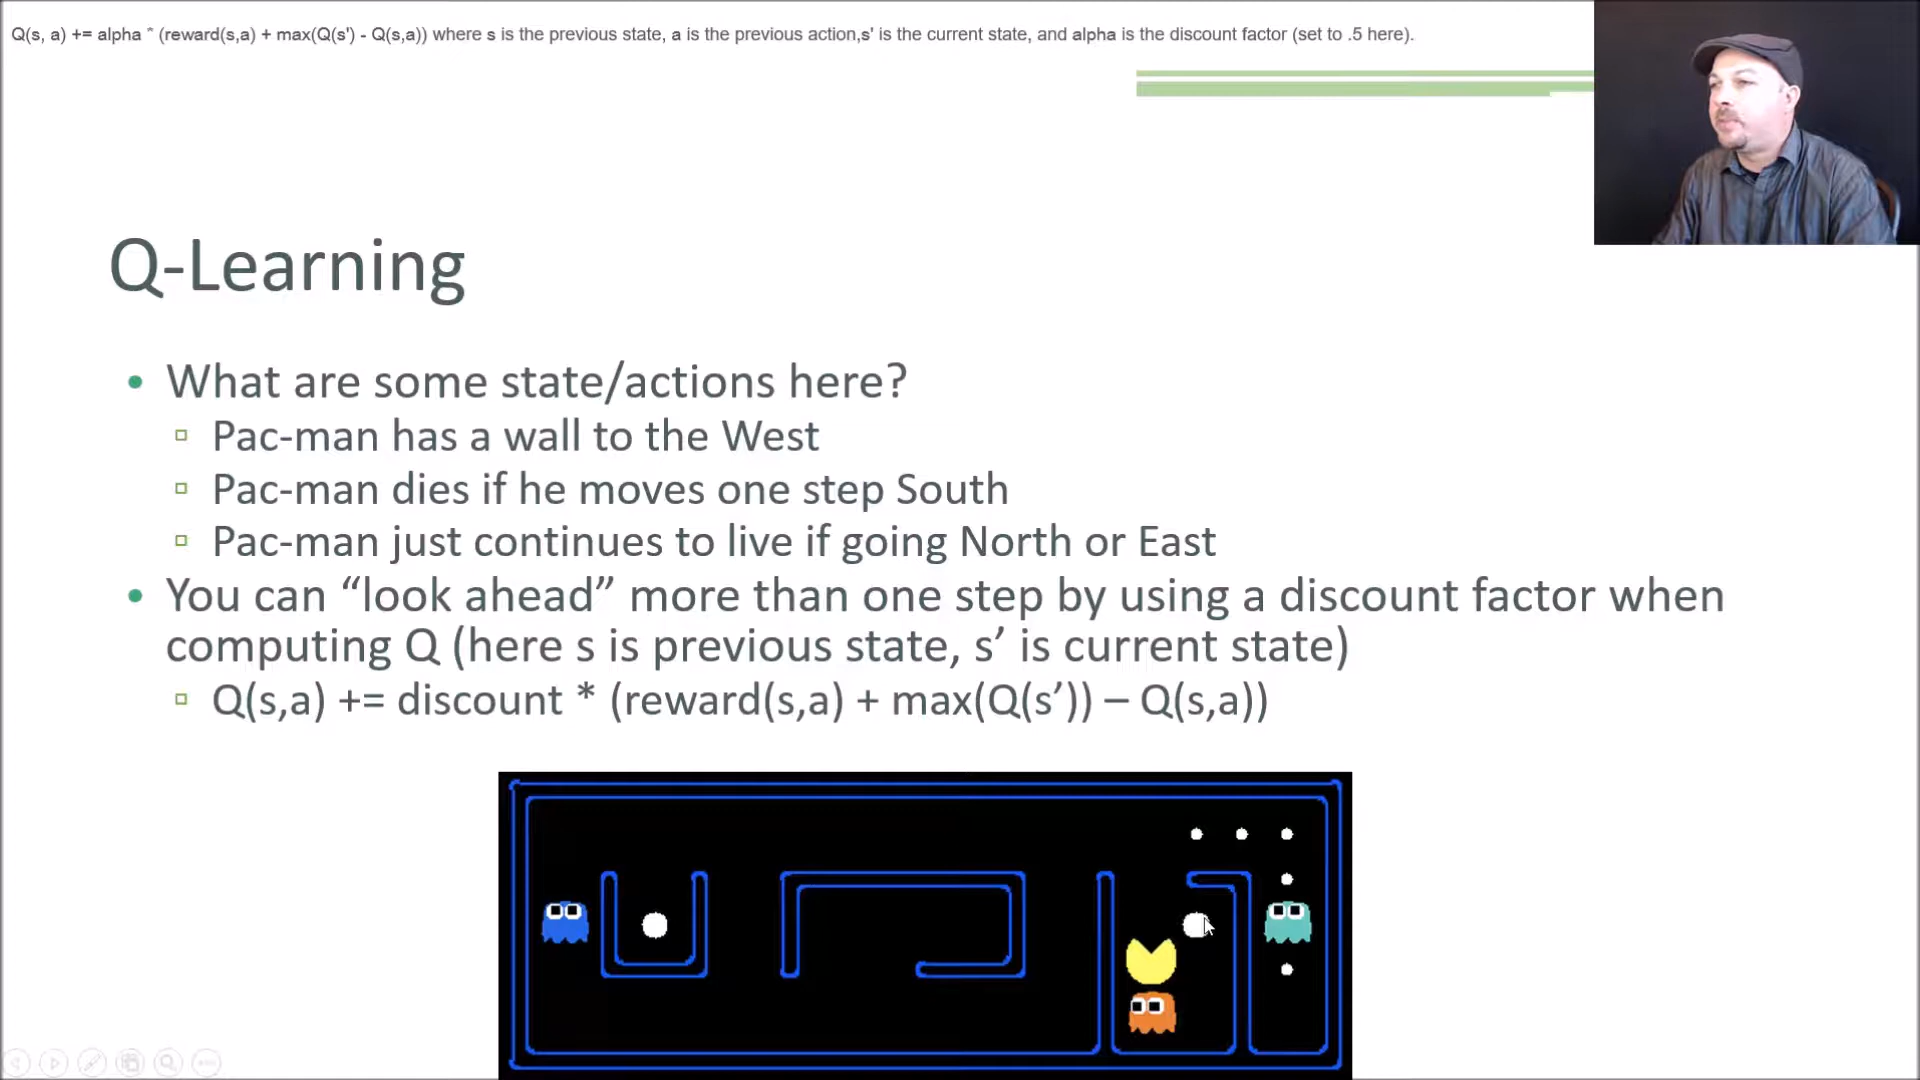 Q(s, a) += alpha * (reward(s,a) + max(Q(s') - Q(s,a)) where s is the previous state, a is the previous action,s' is the current state, and alpha is the discount factor (set to .5 here).
Q-Learning
• What are some state/actions here?
▫ Pac-man has a wall to the West
▫ Pac-man dies if he moves one step South
▫ Pac-man just continues to live if going North or East
• You can “look ahead” more than one step by using a discount factor when
computing Q (here s is previous state, s’ is current state)
▫ Q(s,a) += discount * (reward(s,a) + max(Q(s’)) – Q(s,a))